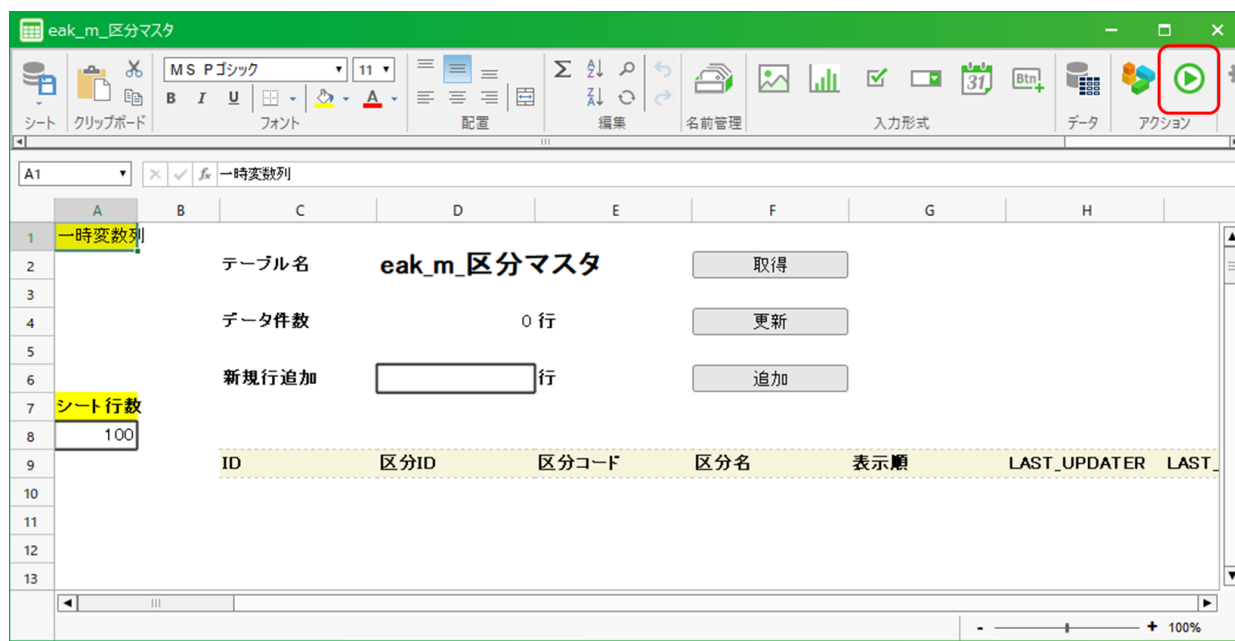 eak_m_区分マスタ
MS Pゴシック
11
B I U A
31
Btn
シート クリップボード フォント 配置 編集 名前管理 入力形式 データ アクション
A1
fx
一時変数列
A B C D E F G H
1 一時変数列
2 テーブル名 eak_m_区分マスタ 取得
3
4 データ件数 0 行 更新
5
6 新規行追加 行 追加
7 シート行数
8 100
9 ID 区分ID 区分コード 区分名 表示順 LAST_UPDATER LAST_
10
11
12
13
- + 100%